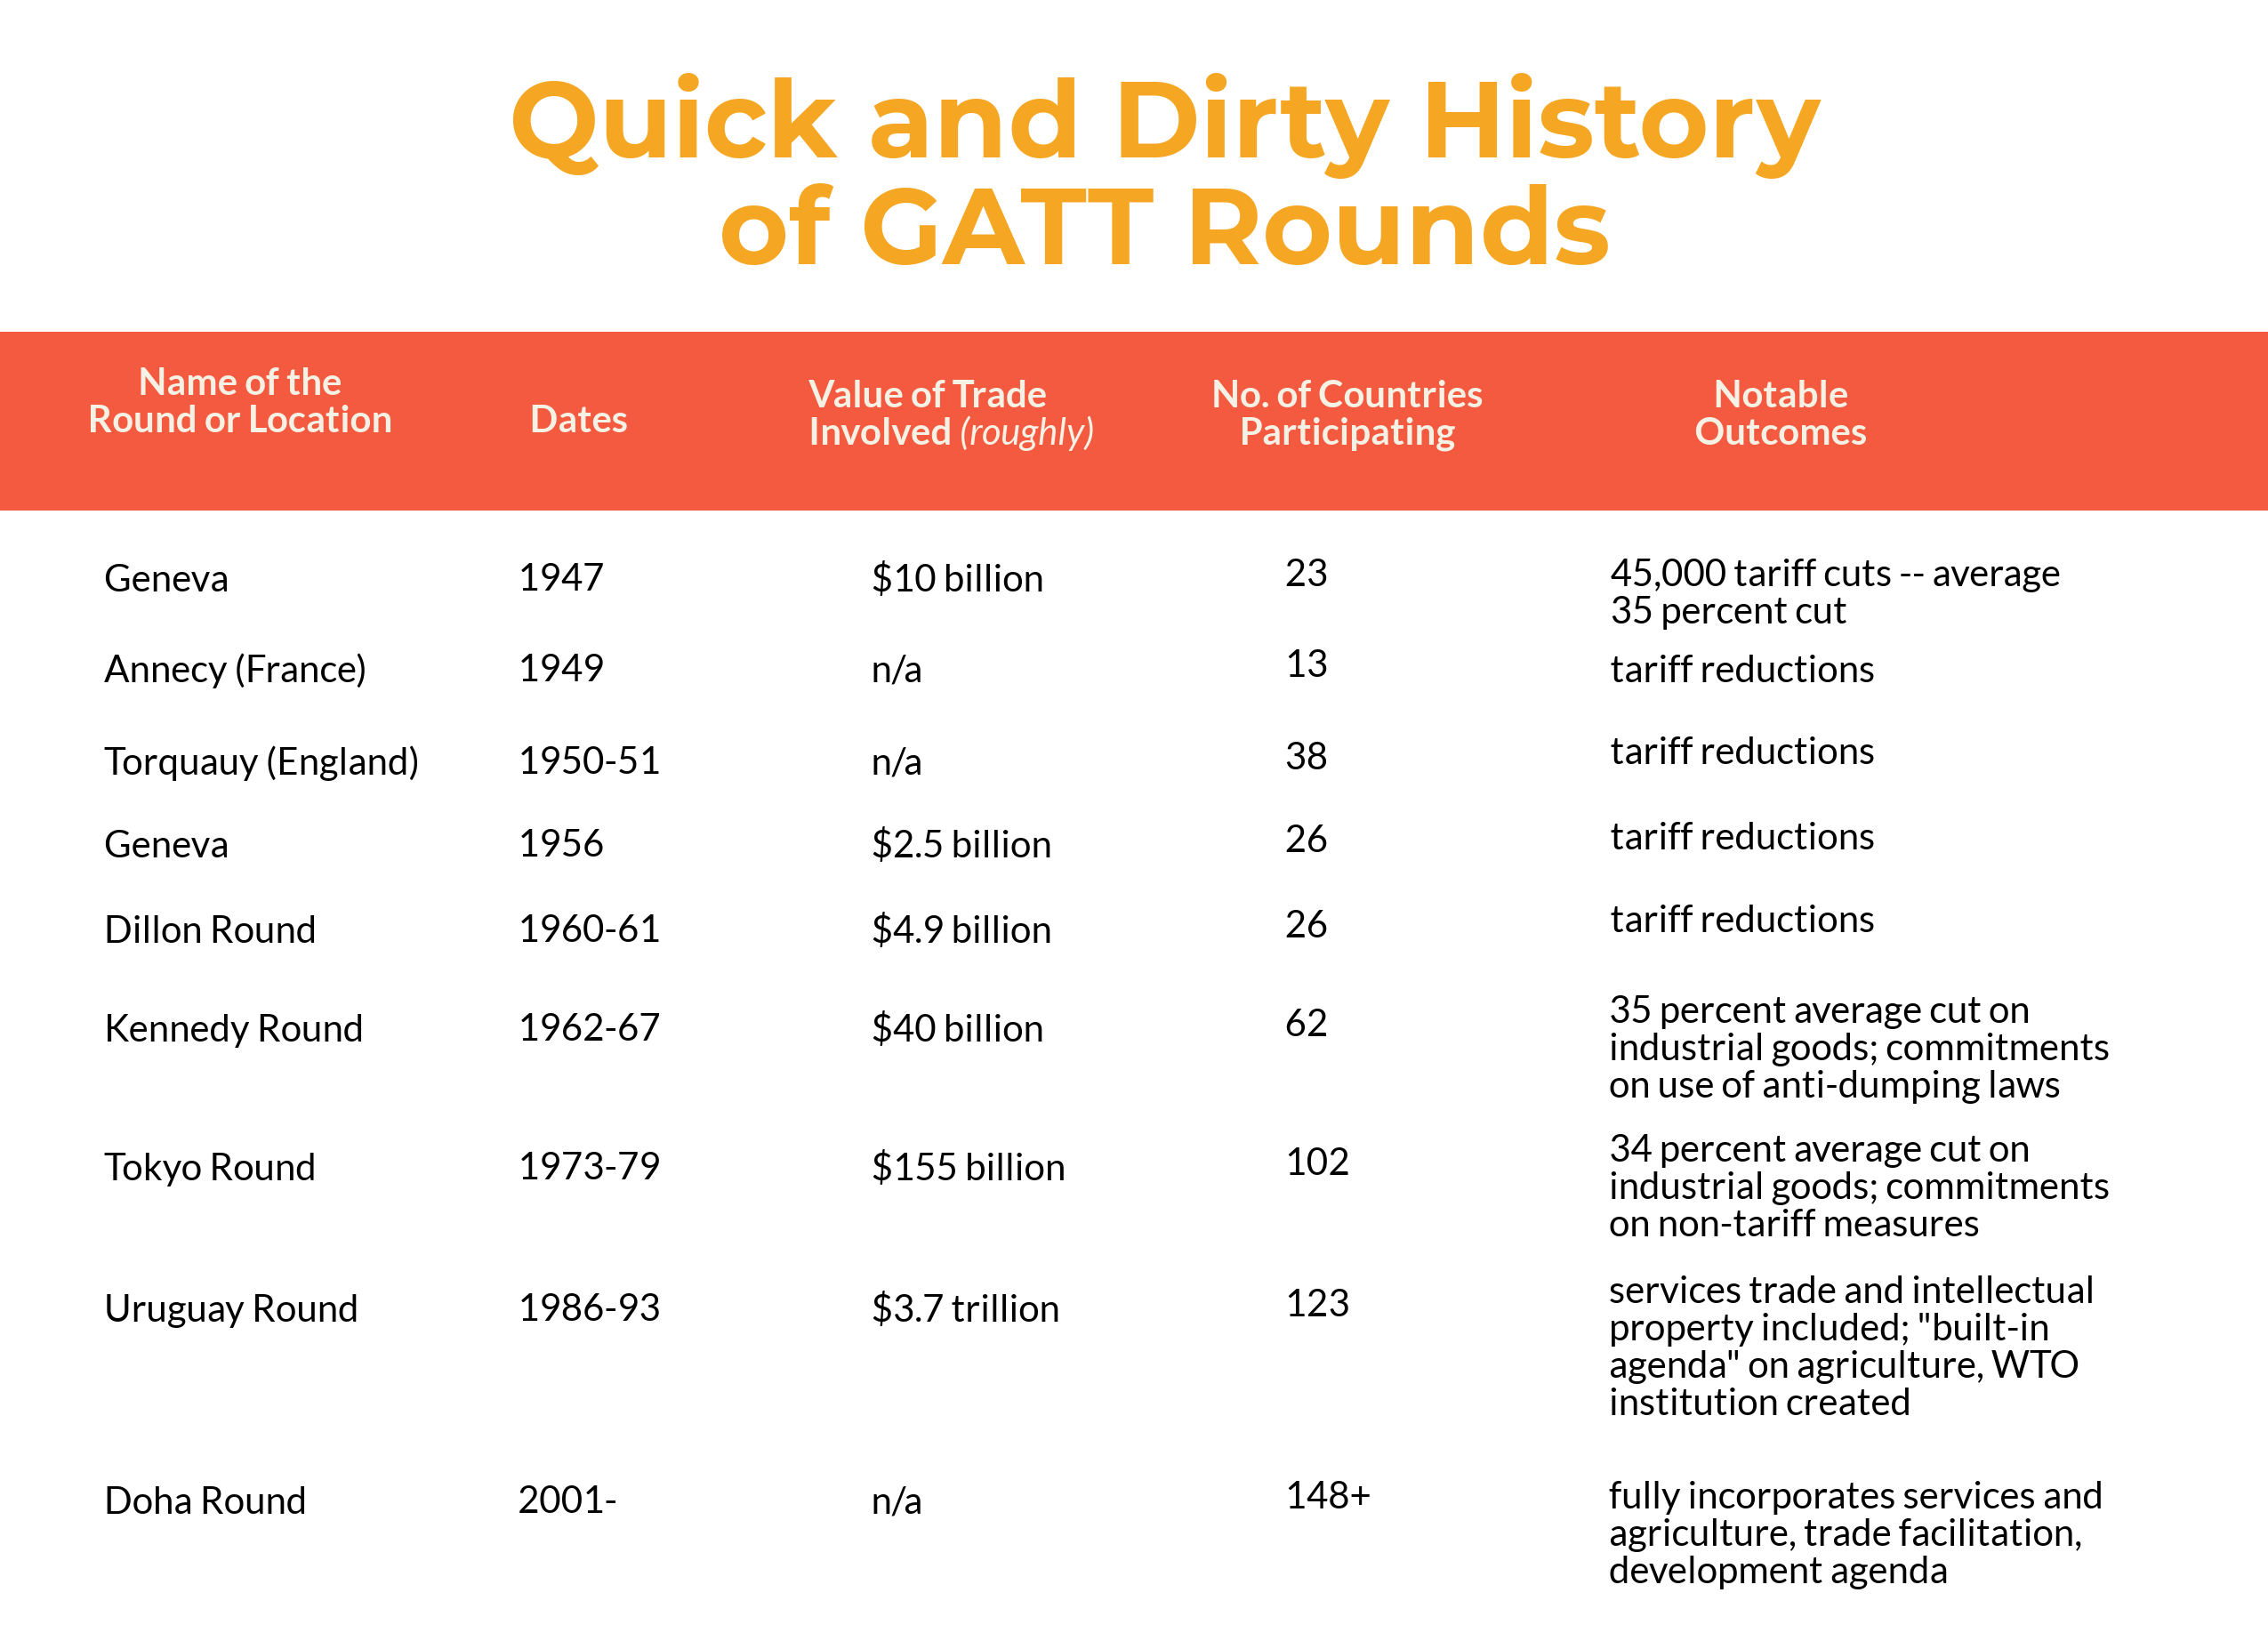 Quick and Dirty History
of GATT Rounds
Name of the
Round or Location
Dates
Value of Trade
Involved (roughly)
No. of Countries
Participating
Notable
Outcomes
Geneva
1947
$10 billion
23
45,000 tariff cuts -- average
35 percent cut
Annecy (France)
1949
n/a
13
tariff reductions
Torquauy (England)
1950-51
n/a
38
tariff reductions
Geneva
1956
$2.5 billion
26
tariff reductions
Dillon Round
1960-61
$4.9 billion
26
tariff reductions
Kennedy Round
1962-67
$40 billion
62
35 percent average cut on
industrial goods; commitments
on use of anti-dumping laws
Tokyo Round
1973-79
$155 billion
102
34 percent average cut on
industrial goods; commitments
on non-tariff measures
Uruguay Round
1986-93
$3.7 trillion
123
services trade and intellectual
property included; "built-in
agenda" on agriculture, WTO
institution created
Doha Round
2001-
n/a
148+
fully incorporates services and
agriculture, trade facilitation,
development agenda